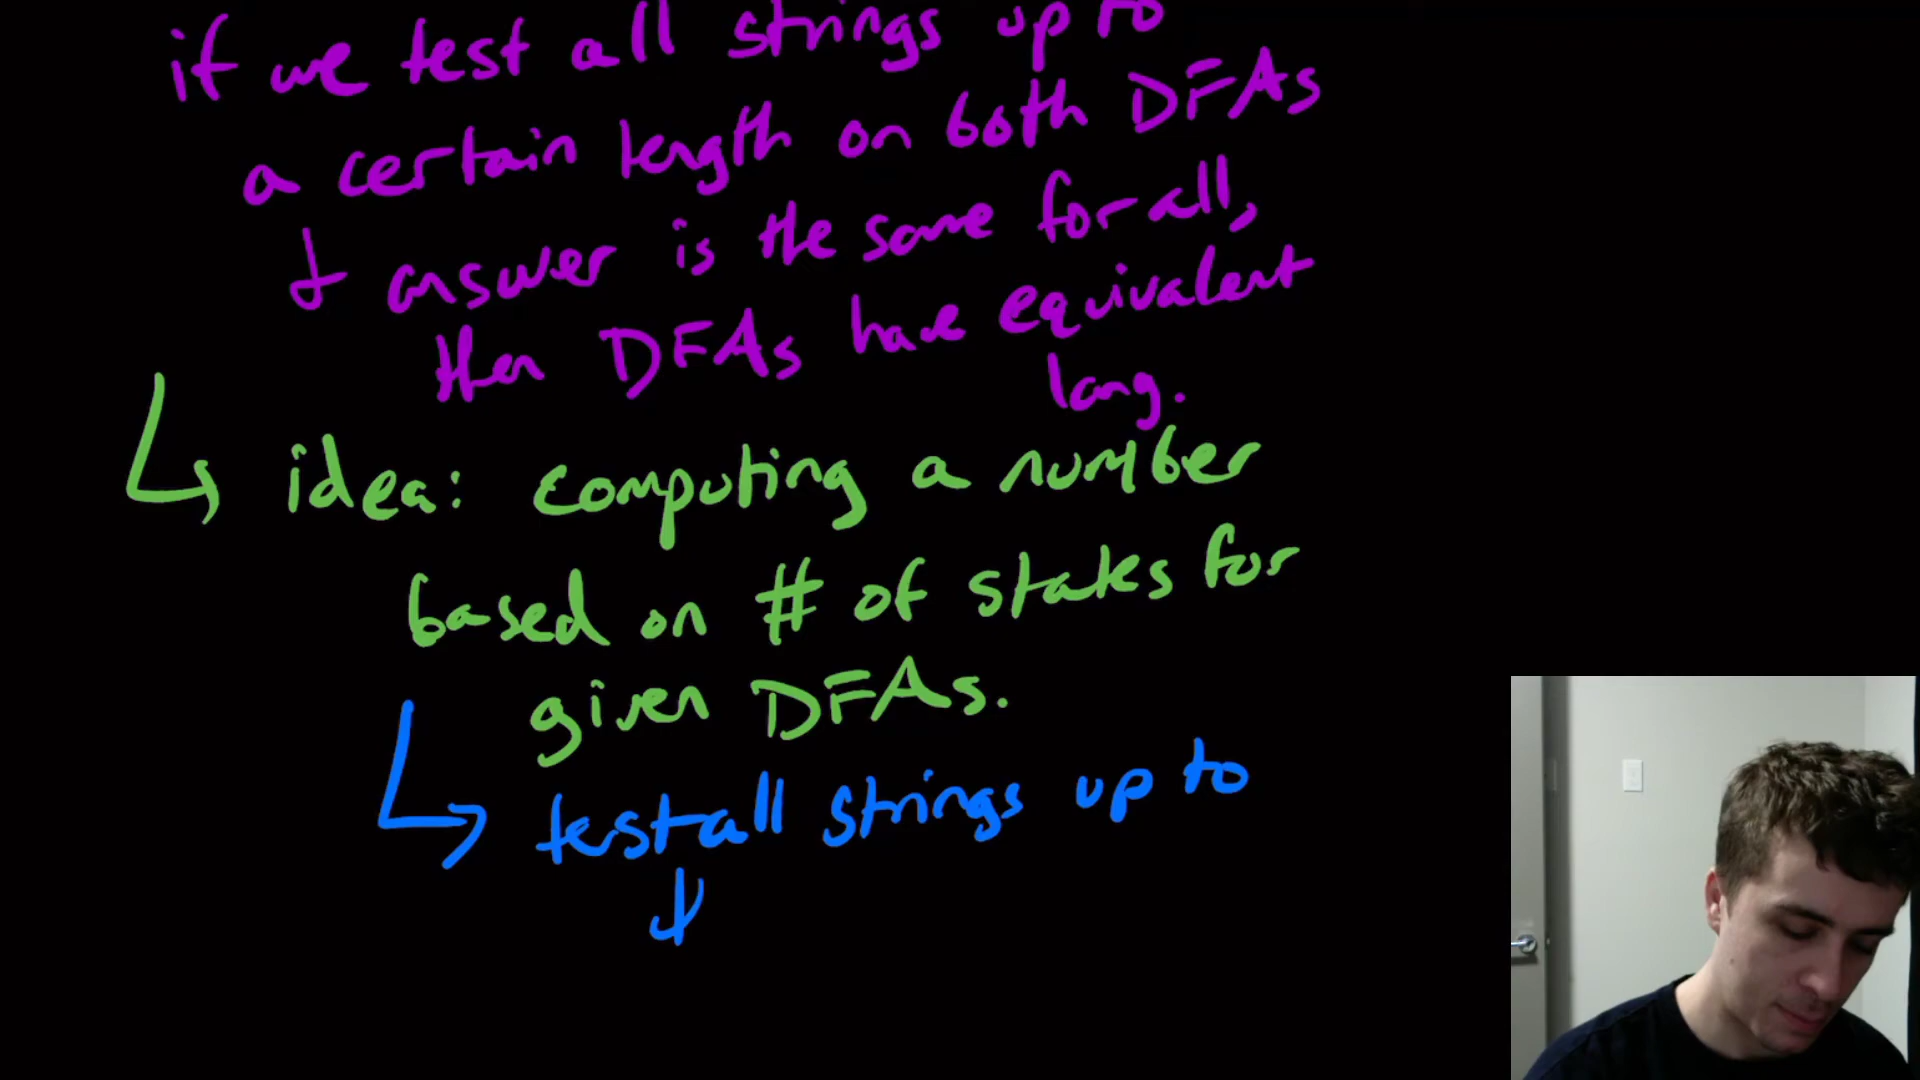 if we test all strings up to
a certain length on both DFAs
& answer is the same for all,
then DFAs have equivalent
lang.
idea: computing a number
based on # of states for
given DFAs.
test all strings up to